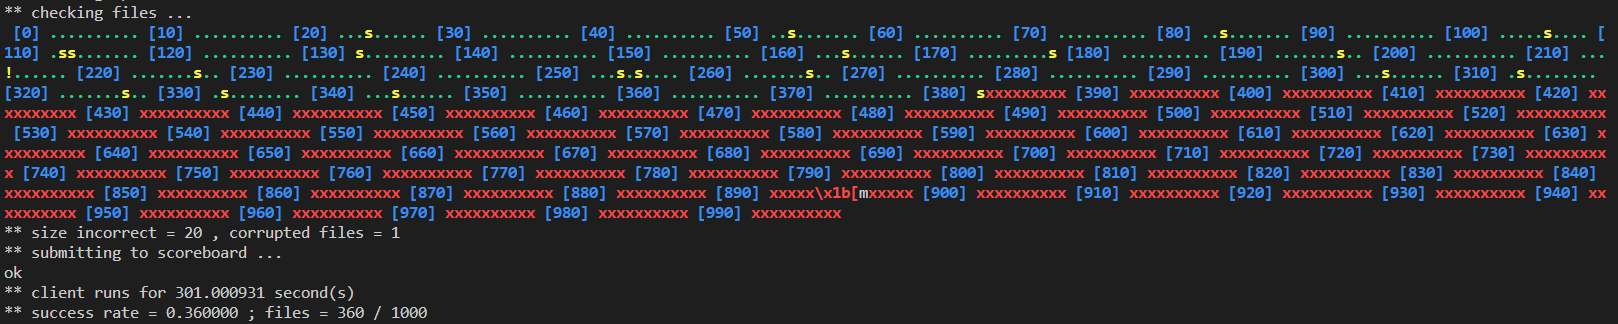 ** checking files ...
[0] .......... [10] .......... [20] ...s...... [30] .......... [40] .......... [50] ..s....... [60] .......... [70] .......... [80] ..s....... [90] .......... [100] .....s.... [
110] .ss....... [120] .......... [130] s......... [140] .......... [150] .......... [160] ...s...... [170] .........s [180] .......... [190] .......s.. [200] .......... [210] ...
!...... [220] .......s.. [230] .......... [240] .......... [250] ...s.s.... [260] .......s.. [270] .......... [280] .......... [290] .......... [300] ...s...... [310] .s........
[320] .......s.. [330] .s........ [340] ...s...... [350] .......... [360] .......... [370] .......... [380] sxxxxxxxxx [390] xxxxxxxxxx [400] xxxxxxxxxx [410] xxxxxxxxxx [420] xx
xxxxxxxx [430] xxxxxxxxxx [440] xxxxxxxxxx [450] xxxxxxxxxx [460] xxxxxxxxxx [470] xxxxxxxxxx [480] xxxxxxxxxx [490] xxxxxxxxxx [500] xxxxxxxxxx [510] xxxxxxxxxx [520] xxxxxxxxxx
[530] xxxxxxxxxx [540] xxxxxxxxxx [550] xxxxxxxxxx [560] xxxxxxxxxx [570] xxxxxxxxxx [580] xxxxxxxxxx [590] xxxxxxxxxx [600] xxxxxxxxxx [610] xxxxxxxxxx [620] xxxxxxxxxx [630] x
xxxxxxxxx [640] xxxxxxxxxx [650] xxxxxxxxxx [660] xxxxxxxxxx [670] xxxxxxxxxx [680] xxxxxxxxxx [690] xxxxxxxxxx [700] xxxxxxxxxx [710] xxxxxxxxxx [720] xxxxxxxxxx [730] xxxxxxxxx
x [740] xxxxxxxxxx [750] xxxxxxxxxx [760] xxxxxxxxxx [770] xxxxxxxxxx [780] xxxxxxxxxx [790] xxxxxxxxxx [800] xxxxxxxxxx [810] xxxxxxxxxx [820] xxxxxxxxxx [830] xxxxxxxxxx [840]
xxxxxxxxxx [850] xxxxxxxxxx [860] xxxxxxxxxx [870] xxxxxxxxxx [880] xxxxxxxxxx [890] xxxxx\x1b[mxxxxx [900] xxxxxxxxxx [910] xxxxxxxxxx [920] xxxxxxxxxx [930] xxxxxxxxxx [940] xx
xxxxxxxx [950] xxxxxxxxxx [960] xxxxxxxxxx [970] xxxxxxxxxx [980] xxxxxxxxxx [990] xxxxxxxxxx
** size incorrect = 20 , corrupted files = 1
** submitting to scoreboard ...
ok
** client runs for 301.000931 second(s)
** success rate = 0.360000 ; files = 360 / 1000